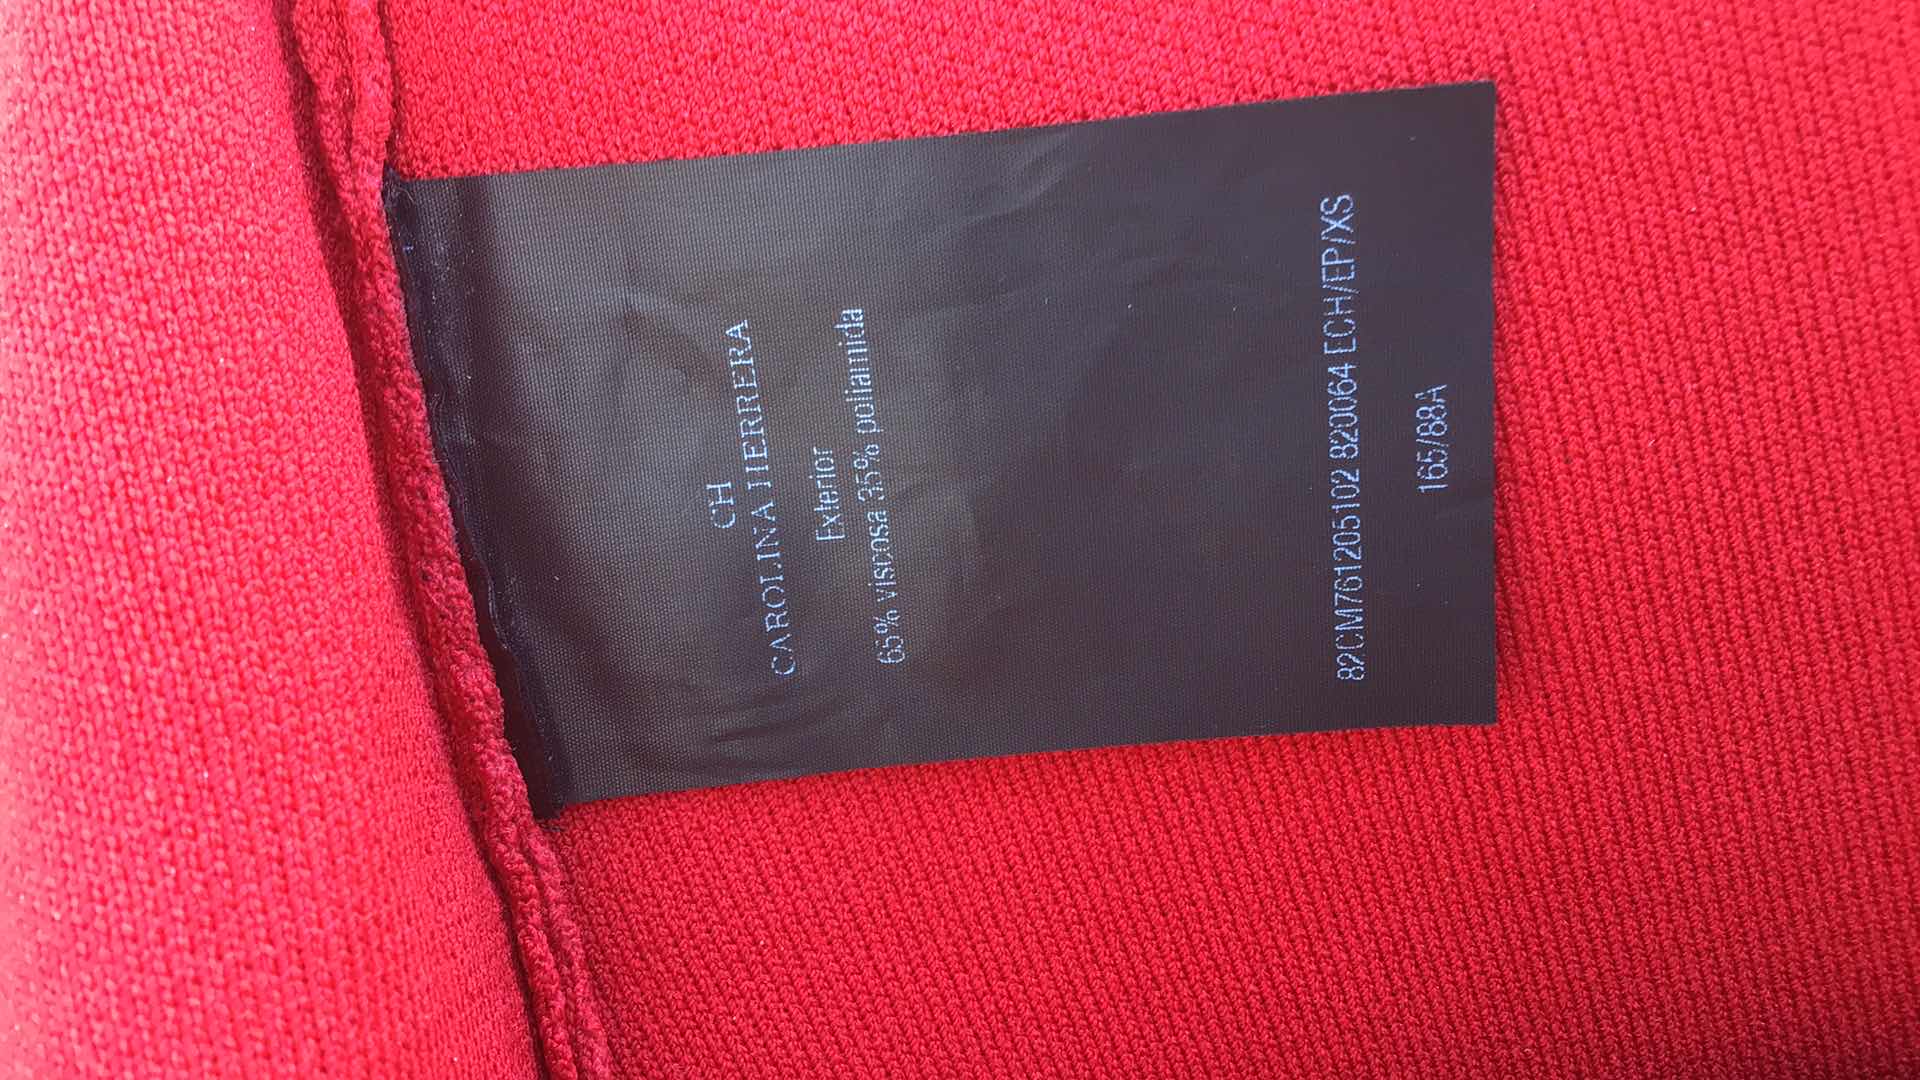 CH
CAROLINA HERRERA
Exterior
65% viscosa 35% poliamida
82CM761205102 820064 ECH/EP/XS
165/88A